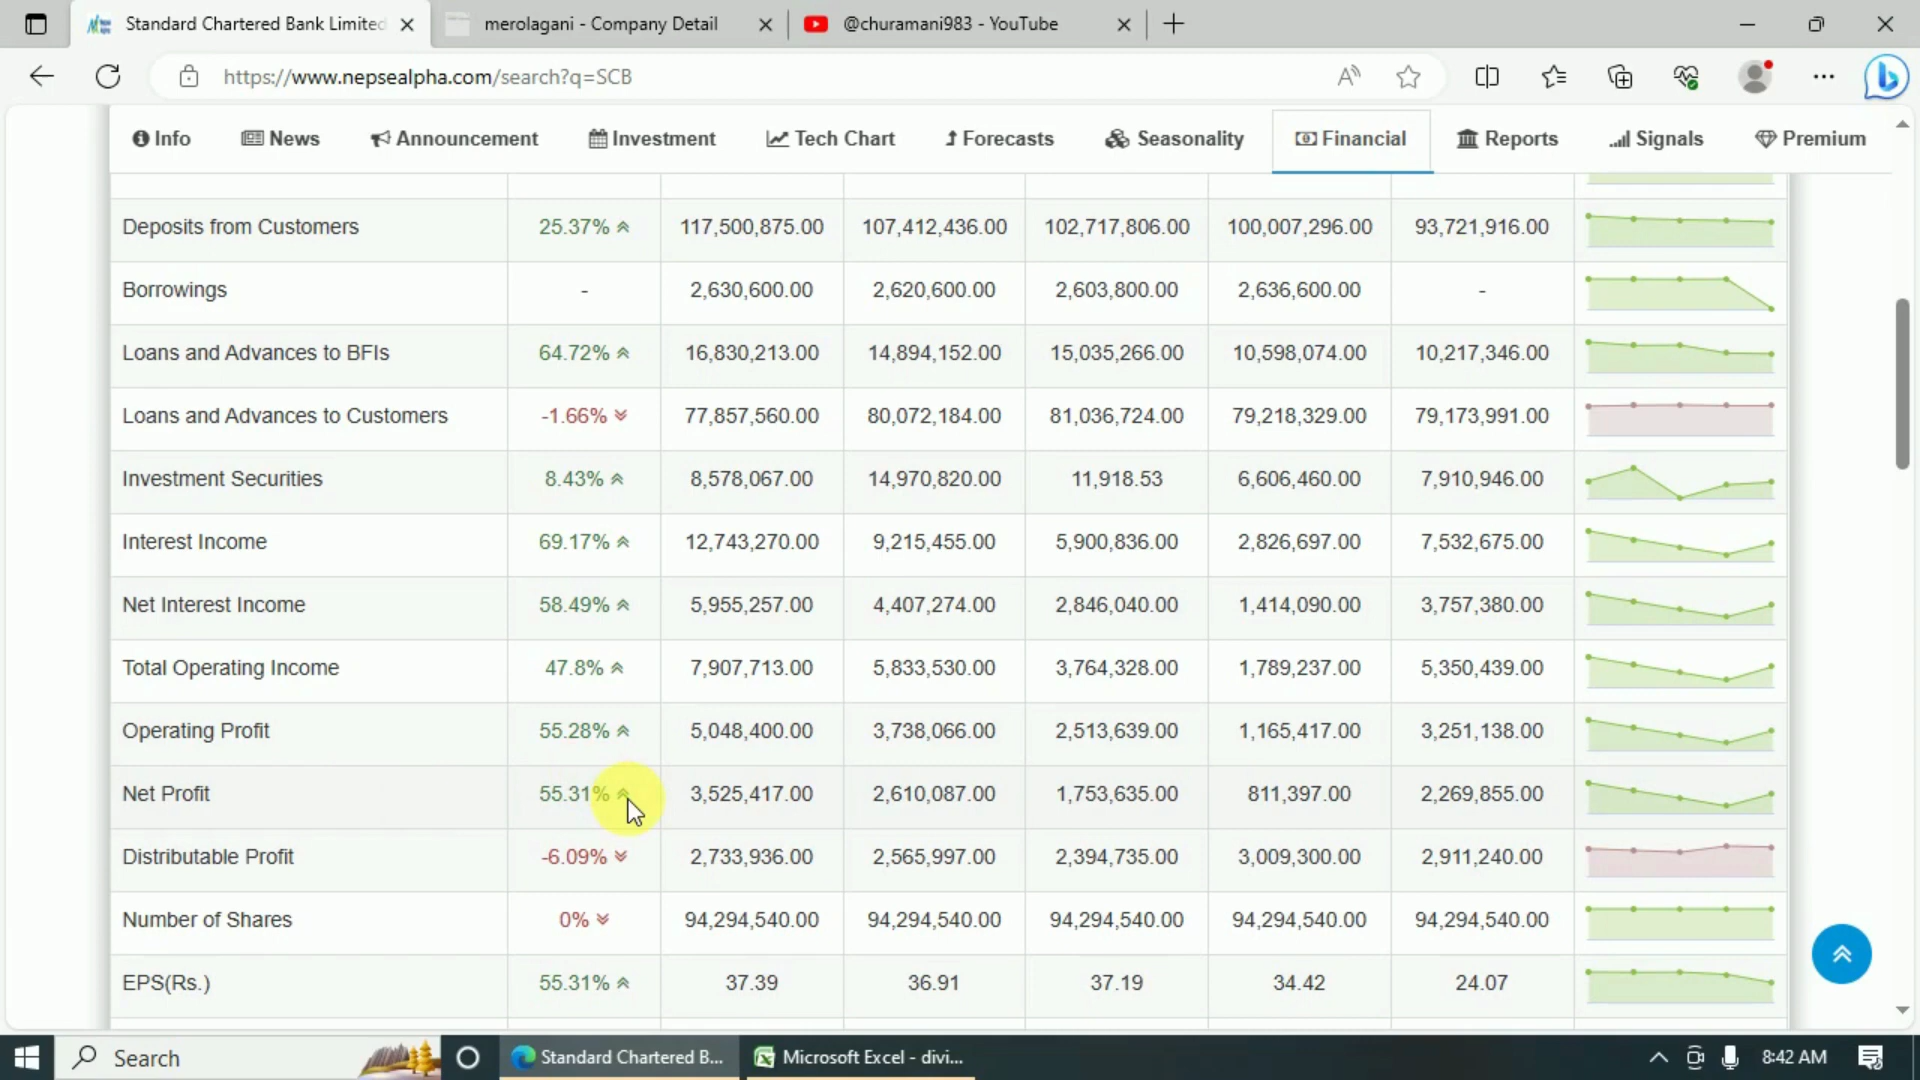 Standard Chartered Bank Limited
merolagani - Company Detail
@churamani983 - YouTube
https://www.nepsealpha.com/search?q=SCB
Info News Announcement Investment Tech Chart Forecasts Seasonality Financial Reports Signals Premium
Deposits from Customers 25.37% 117,500,875.00 107,412,436.00 102,717,806.00 100,007,296.00 93,721,916.00
Borrowings - 2,630,600.00 2,620,600.00 2,603,800.00 2,636,600.00 -
Loans and Advances to BFIs 64.72% 16,830,213.00 14,894,152.00 15,035,266.00 10,598,074.00 10,217,346.00
Loans and Advances to Customers -1.66% 77,857,560.00 80,072,184.00 81,036,724.00 79,218,329.00 79,173,991.00
Investment Securities 8.43% 8,578,067.00 14,970,820.00 11,918.53 6,606,460.00 7,910,946.00
Interest Income 69.17% 12,743,270.00 9,215,455.00 5,900,836.00 2,826,697.00 7,532,675.00
Net Interest Income 58.49% 5,955,257.00 4,407,274.00 2,846,040.00 1,414,090.00 3,757,380.00
Total Operating Income 47.8% 7,907,713.00 5,833,530.00 3,764,328.00 1,789,237.00 5,350,439.00
Operating Profit 55.28% 5,048,400.00 3,738,066.00 2,513,639.00 1,165,417.00 3,251,138.00
Net Profit 55.31% 3,525,417.00 2,610,087.00 1,753,635.00 811,397.00 2,269,855.00
Distributable Profit -6.09% 2,733,936.00 2,565,997.00 2,394,735.00 3,009,300.00 2,911,240.00
Number of Shares 0% 94,294,540.00 94,294,540.00 94,294,540.00 94,294,540.00 94,294,540.00
EPS(Rs.) 55.31% 37.39 36.91 37.19 34.42 24.07
Search
Standard Chartered B...
Microsoft Excel - divi...
8:42 AM